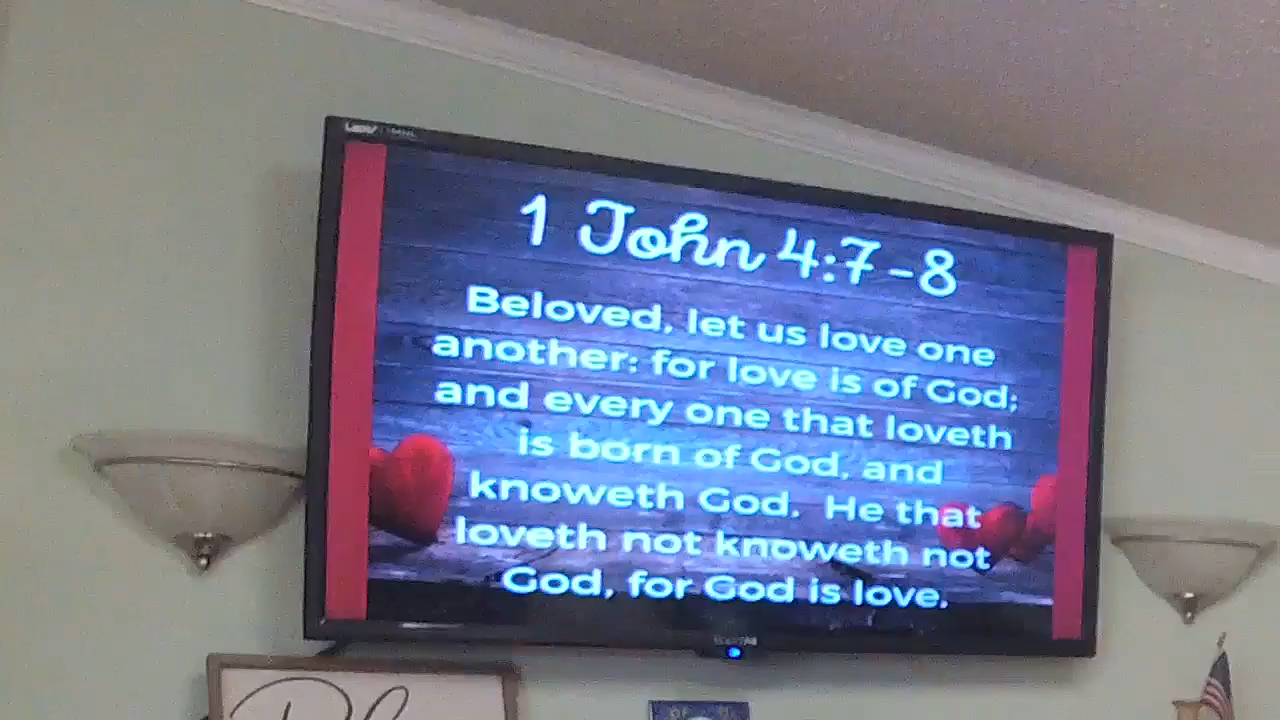 1 John 4:7-8
Beloved, let us love one
another: for love is of God;
and every one that loveth
is born of God, and
knoweth God. He that
loveth not knoweth not
God, for God is love.